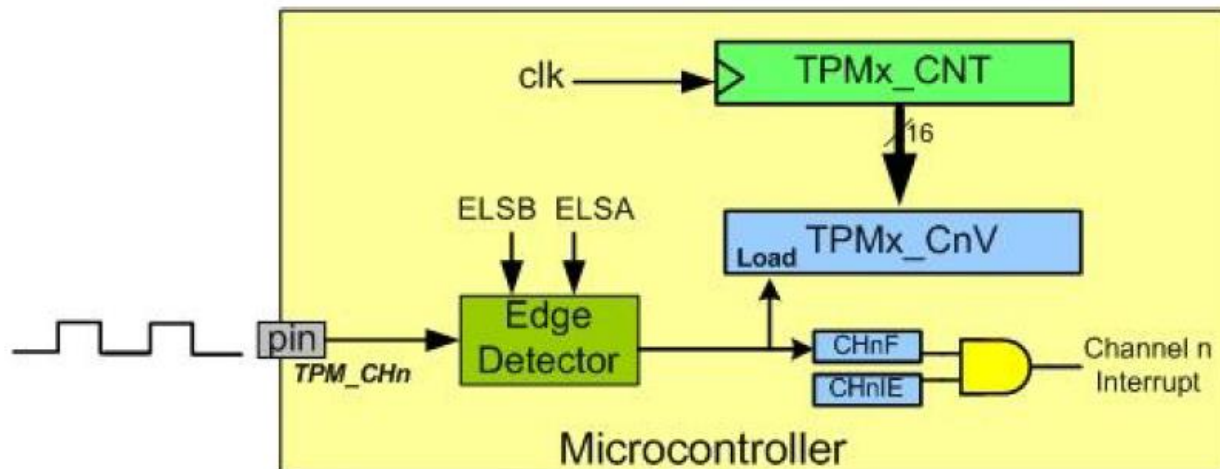 TPMx_CNT
clk
16
ELSB ELSA
TPMx_CnV
Load
Edge
Detector
pin
TPM_CHn
CHnF
CHnIE
Channel n
Interrupt
Microcontroller